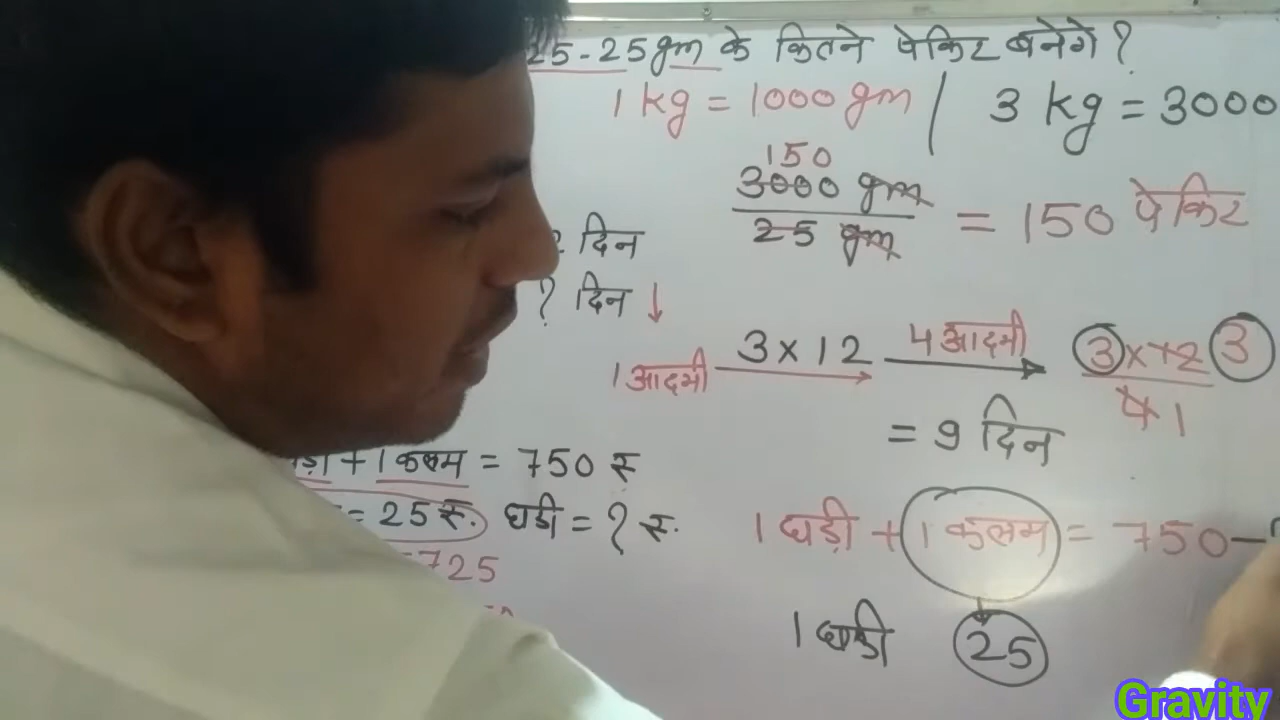 25-25gm के कितने पेकिट बनेंगे ?
1 kg = 1000 gm | 3 kg = 3000
150
3000 gm
25 gm
= 150 पेकिट
दिन
? दिन ↓
1 आदमी 3 x 12 4 आदमी 3 x 12 3
4 1
= 9 दिन
+ 1 कलम = 750 रु
= 25 रु. घड़ी = ? रु.
725
1 घड़ी + 1 कलम = 750 -
1 घड़ी 25
Gravity